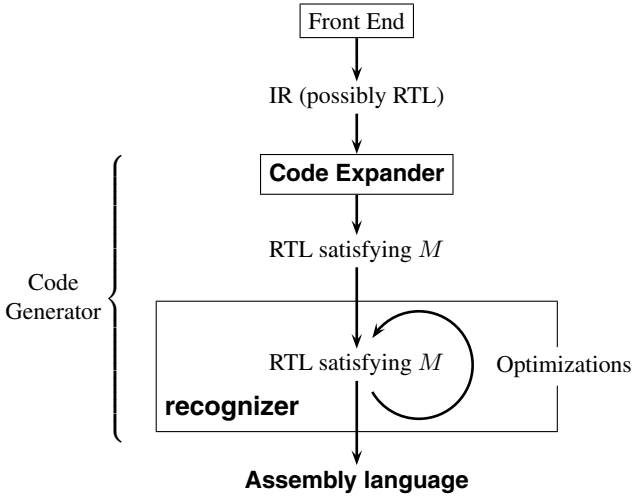 Front End
IR (possibly RTL)
Code Expander
RTL satisfying M
Code
Generator
RTL satisfying M
Optimizations
recognizer
Assembly language